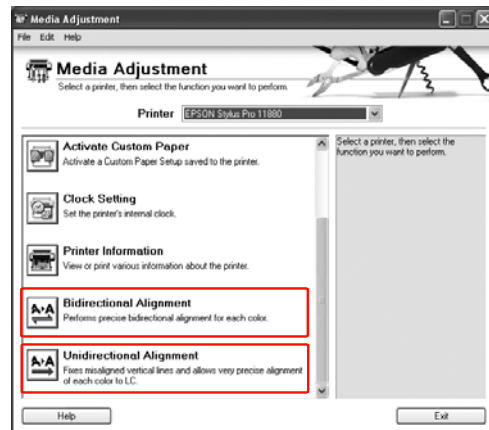 Media Adjustment
File Edit Help
Media Adjustment
Select a printer, then select the function you want to perform.
Printer EPSON Stylus Pro 11880
Activate Custom Paper
Activate a Custom Paper Setup saved to the printer.
Clock Setting
Set the printer's internal clock.
Printer Information
View or print various information about the printer.
Bidirectional Alignment
Performs precise bidirectional alignment for each color.
Unidirectional Alignment
Fixes misaligned vertical lines and allows very precise alignment
of each color to LC.
Select a printer, then select the
function you want to perform.
Help
Exit